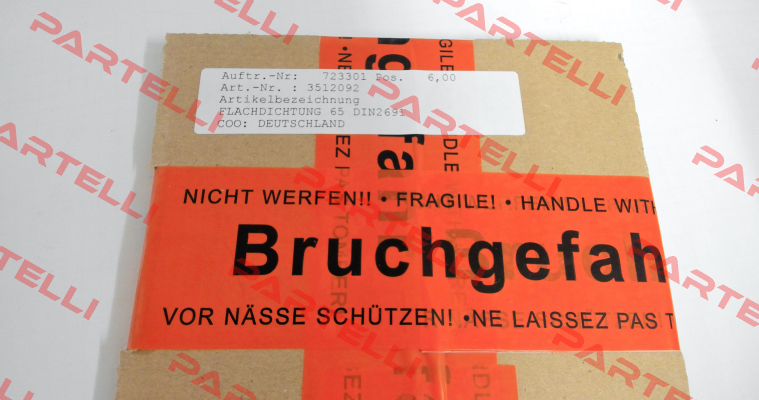 Auftr.-Nr: 723301 Pos. 6,00
Art.-Nr. : 3512092
Artikelbezeichnung
FLACHDICHTUNG 65 DIN2691
COO: DEUTSCHLAND
NICHT WERFEN!! • FRAGILE! • HANDLE WITH
Bruchgefah
VOR NÄSSE SCHÜTZEN! •NE LAISSEZ PAS T
PARTELLI
PARTELLI
PARTELLI
PARTELLI
PARTELLI
PARTELLI
PARTELLI
PARTELLI